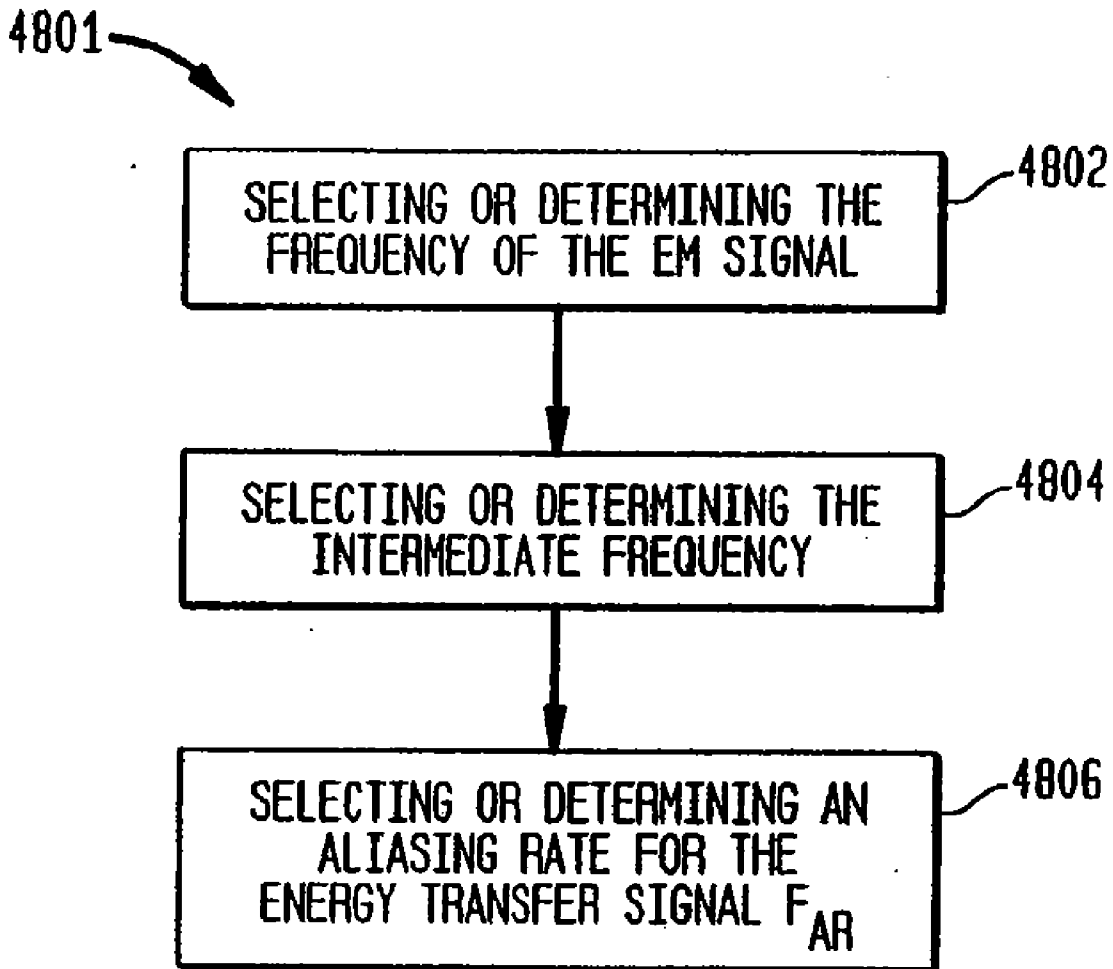 4801
4802
SELECTING OR DETERMINING THE
FREQUENCY OF THE EM SIGNAL
4804
SELECTING OR DETERMINING THE
INTERMEDIATE FREQUENCY
4806
SELECTING OR DETERMINING AN
ALIASING RATE FOR THE
ENERGY TRANSFER SIGNAL F_AR